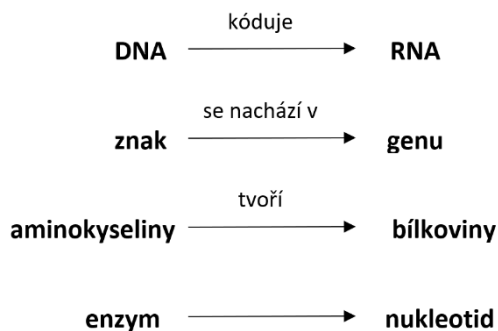 kóduje
DNA RNA
se nachází v
znak genu
tvoří
aminokyseliny bílkoviny
enzym nukleotid